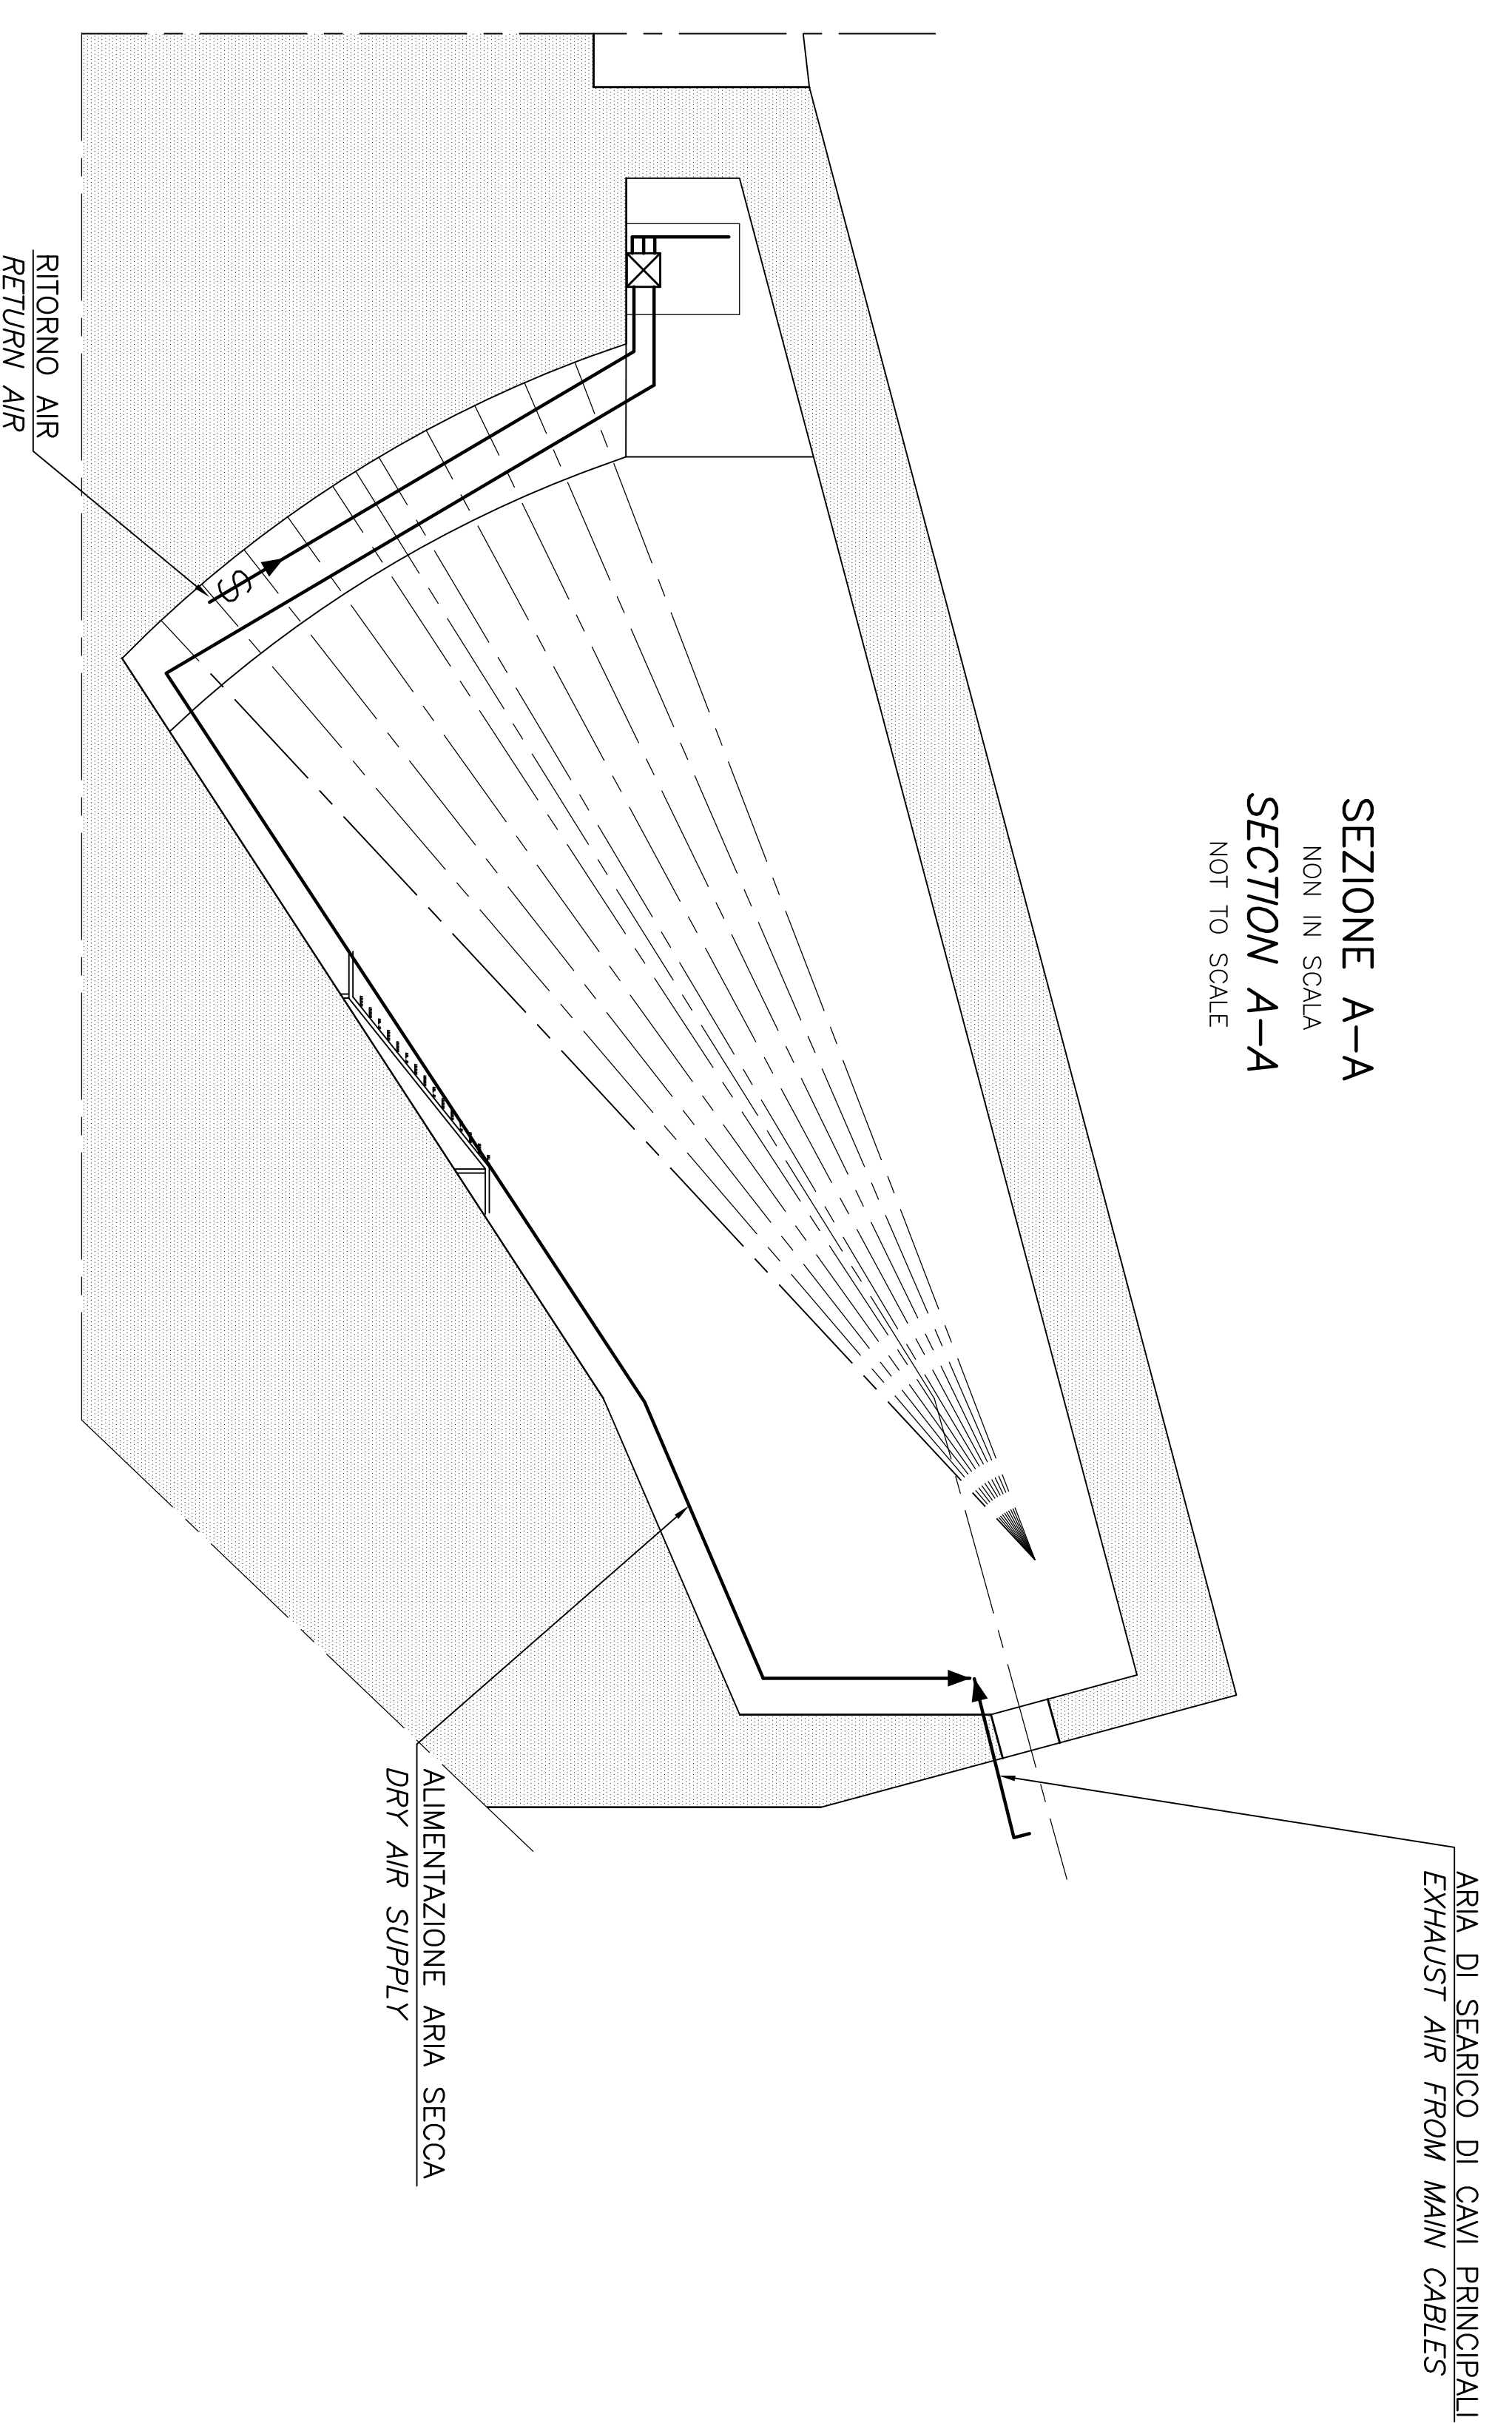 SEZIONE A-A
NON IN SCALA
SECTION A-A
NOT TO SCALE
ARIA DI SEARICO DI CAVI PRINCIPALI
EXHAUST AIR FROM MAIN CABLES
RITORNO AIR
RETURN AIR
S
ALIMENTAZIONE ARIA SECCA
DRY AIR SUPPLY